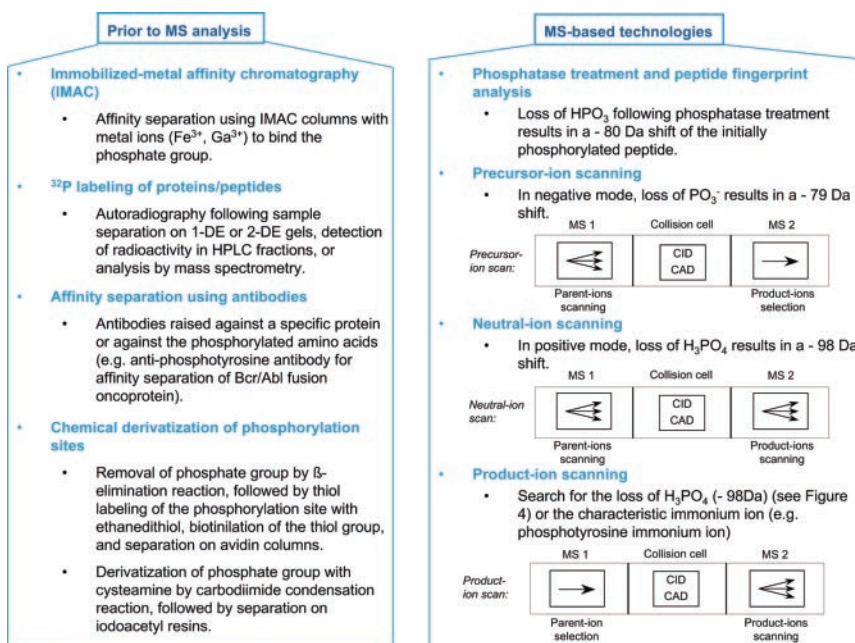 Prior to MS analysis
• Immobilized-metal affinity chromatography
(IMAC)
• Affinity separation using IMAC columns with
metal ions (Fe³⁺, Ga³⁺) to bind the
phosphate group.
• ³²P labeling of proteins/peptides
• Autoradiography following sample
separation on 1-DE or 2-DE gels, detection
of radioactivity in HPLC fractions, or
analysis by mass spectrometry.
• Affinity separation using antibodies
• Antibodies raised against a specific protein
or against the phosphorylated amino acids
(e.g. anti-phosphotyrosine antibody for
affinity separation of Bcr/Abl fusion
oncoprotein).
• Chemical derivatization of phosphorylation
sites
• Removal of phosphate group by ß-
elimination reaction, followed by thiol
labeling of the phosphorylation site with
ethanedithiol, biotinilation of the thiol group,
and separation on avidin columns.
• Derivatization of phosphate group with
cysteamine by carbodiimide condensation
reaction, followed by separation on
iodoacetyl resins.
MS-based technologies
• Phosphatase treatment and peptide fingerprint
analysis
• Loss of HPO₃ following phosphatase treatment
results in a - 80 Da shift of the initially
phosphorylated peptide.
• Precursor-ion scanning
• In negative mode, loss of PO₃⁻ results in a - 79 Da
shift.
MS 1 Collision cell MS 2
Precursor-
ion scan:
CID
CAD
Parent-ions
scanning
Product-ions
selection
• Neutral-ion scanning
• In positive mode, loss of H₃PO₄ results in a - 98 Da
shift.
MS 1 Collision cell MS 2
Neutral-ion
scan:
CID
CAD
Parent-ions
scanning
Product-ions
scanning
• Product-ion scanning
• Search for the loss of H₃PO₄ (- 98Da) (see Figure
4) or the characteristic immonium ion (e.g.
phosphotyrosine immonium ion)
MS 1 Collision cell MS 2
Product-
ion scan:
CID
CAD
Parent-ion
selection
Product-ions
scanning